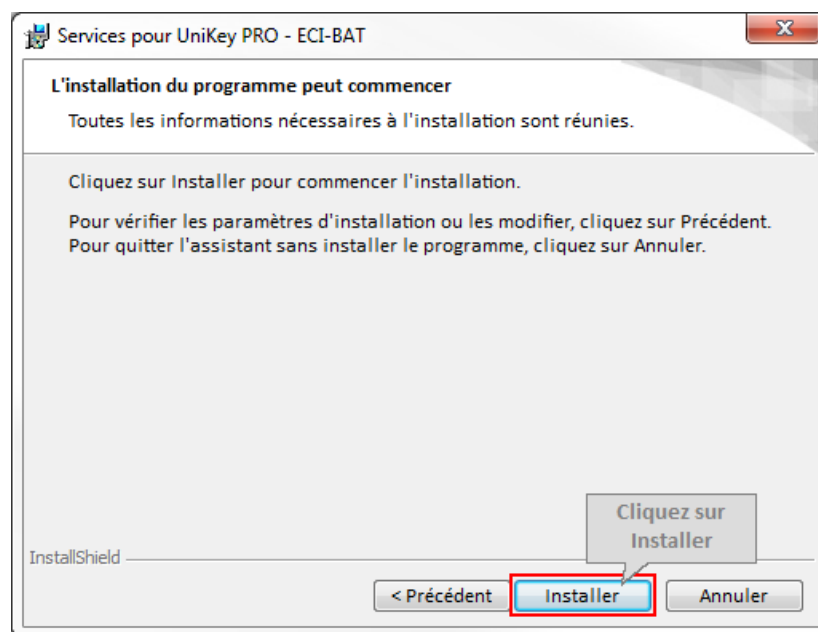 Services pour UniKey PRO - ECI-BAT
L'installation du programme peut commencer
Toutes les informations nécessaires à l'installation sont réunies.
Cliquez sur Installer pour commencer l'installation.
Pour vérifier les paramètres d'installation ou les modifier, cliquez sur Précédent.
Pour quitter l'assistant sans installer le programme, cliquez sur Annuler.
Cliquez sur
Installer
InstallShield
< Précédent Installer Annuler